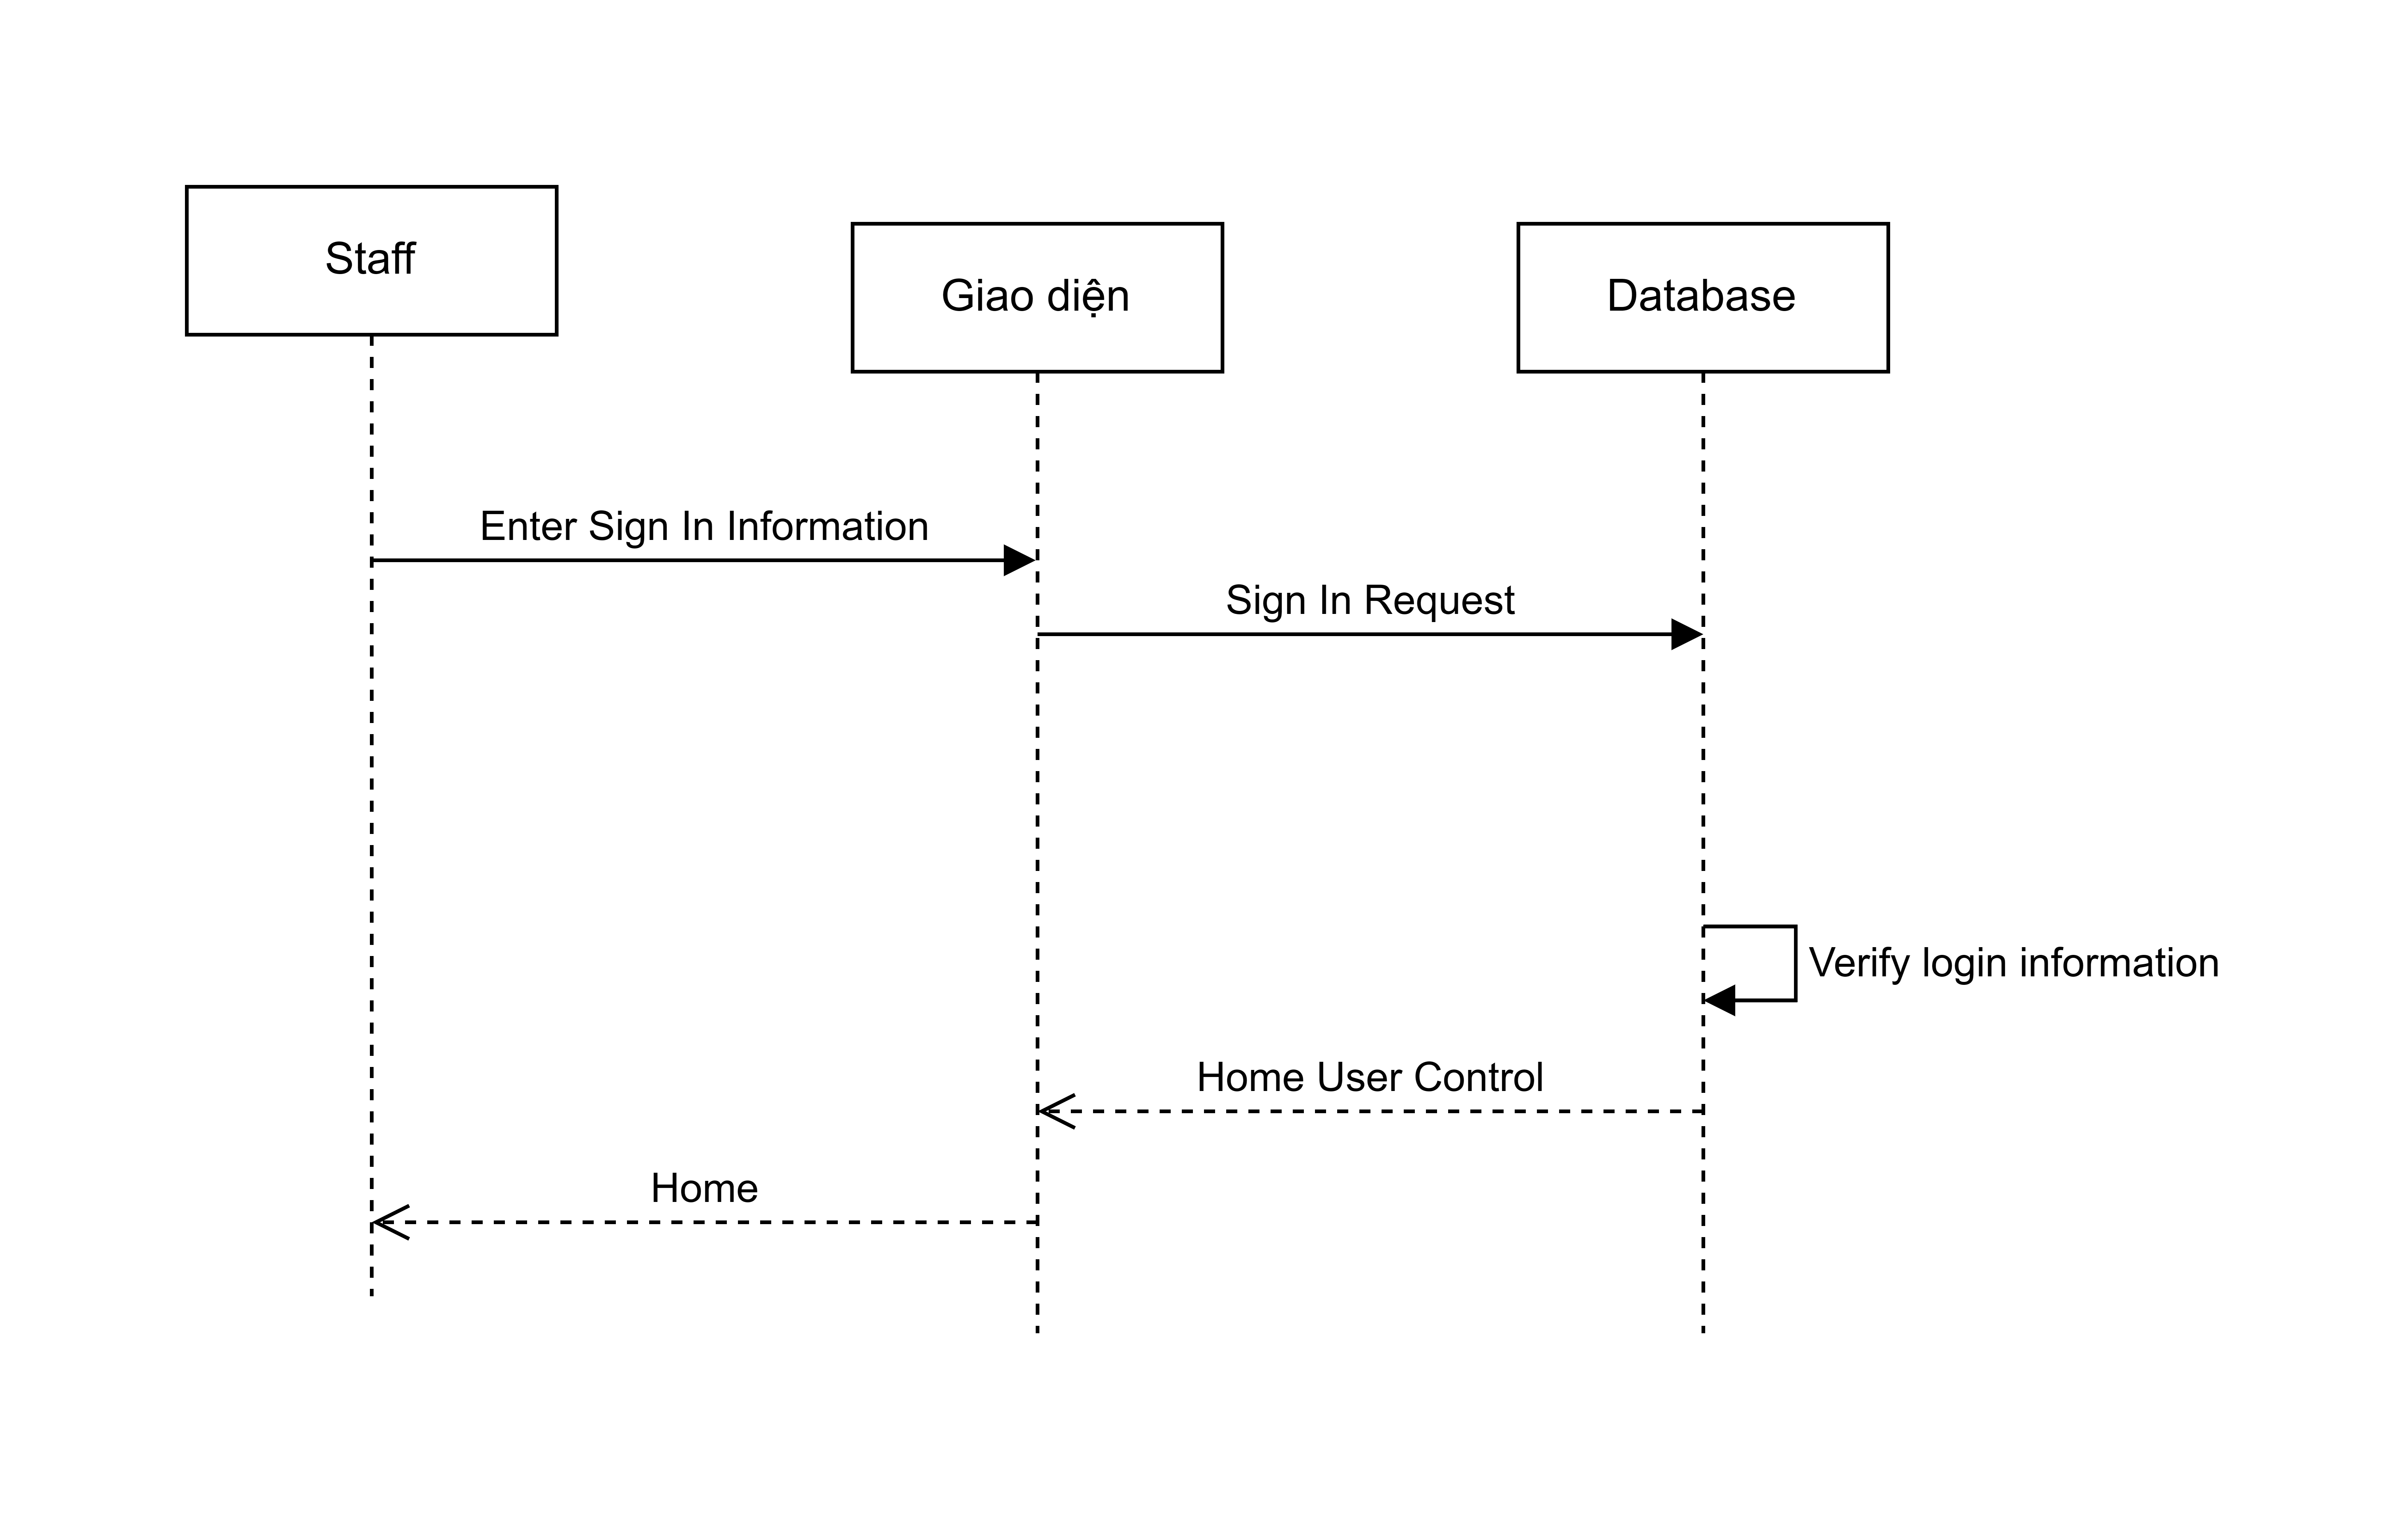 Staff
Giao diện
Database
Enter Sign In Information
Sign In Request
Verify login information
Home User Control
Home